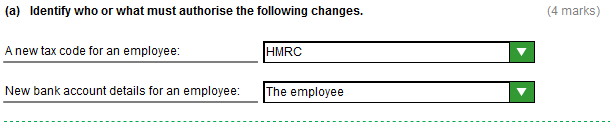 (a) Identify who or what must authorise the following changes. (4 marks)
A new tax code for an employee: HMRC
New bank account details for an employee: The employee